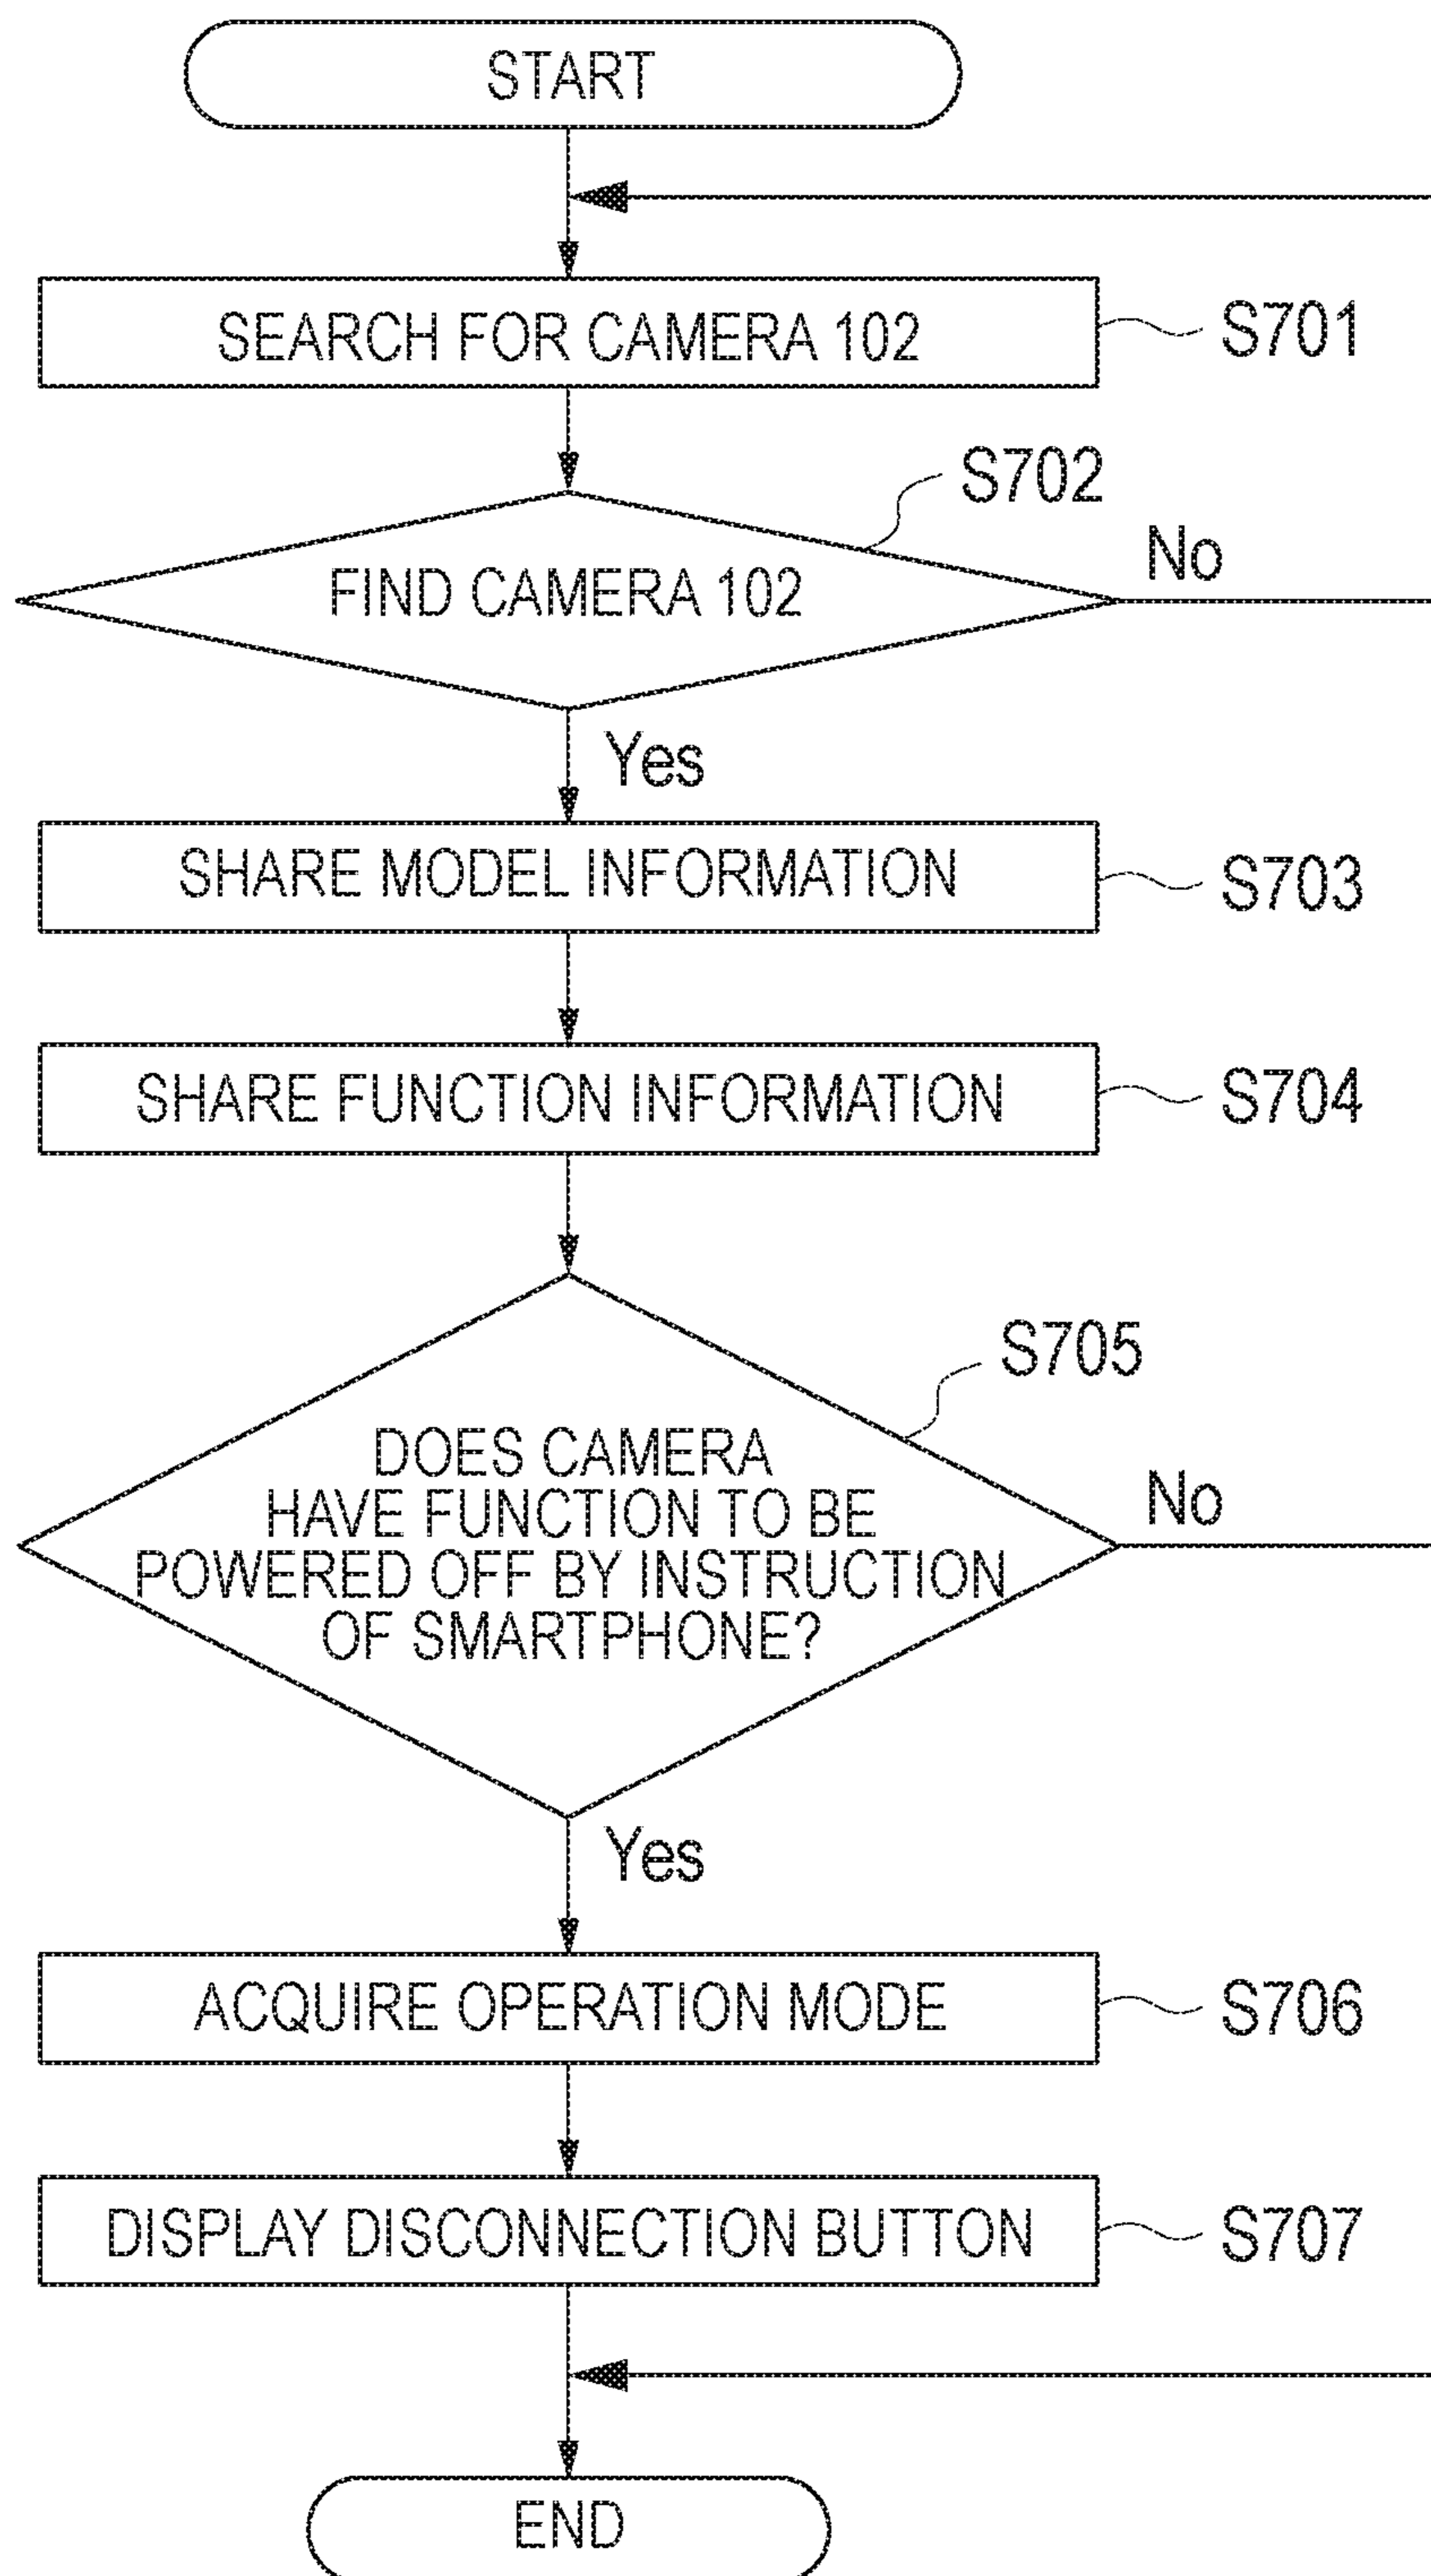 START
SEARCH FOR CAMERA 102
S701
S702
FIND CAMERA 102
No
Yes
SHARE MODEL INFORMATION
S703
SHARE FUNCTION INFORMATION
S704
S705
DOES CAMERA
HAVE FUNCTION TO BE
POWERED OFF BY INSTRUCTION
OF SMARTPHONE?
No
Yes
ACQUIRE OPERATION MODE
S706
DISPLAY DISCONNECTION BUTTON
S707
END